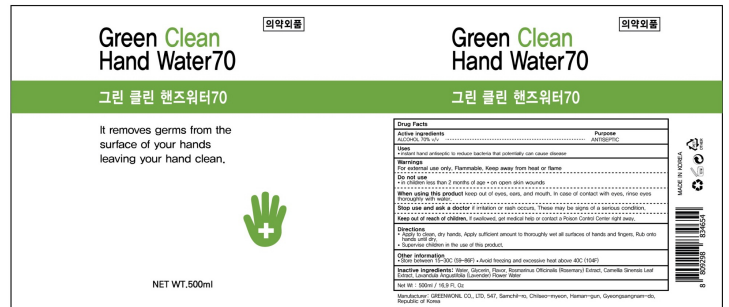 의약외품
Green Clean
Hand Water70
그린 클린 핸즈워터70
It removes germs from the
surface of your hands
leaving your hand clean.
NET WT.500ml
의약외품
Green Clean
Hand Water70
그린 클린 핸즈워터70
Drug Facts
Active ingredients Purpose
ALCOHOL 70% v/v ANTISEPTIC
Uses
• instant hand antiseptic to reduce bacteria that potentially can cause disease
Warnings
For external use only, Flammable, Keep away from heat or flame
Do not use
• in children less than 2 months of age • on open skin wounds
When using this product keep out of eyes, ears, and mouth. In case of contact with eyes, rinse eyes
thoroughly with water.
Stop use and ask a doctor if irritation or rash occurs. These may be signs of a serious condition.
Keep out of reach of children. If swallowed, get medical help or contact a Poison Control Center right away.
Directions
• Apply to clean, dry hands, Apply sufficient amount to thoroughly wet all surfaces of hands and fingers, Rub onto
hands until dry.
• Supervise children in the use of this product.
Other information
• Store between 15-30C (59-86F) • Avoid freezing and excessive heat above 40C (104F)
Inactive ingredients: Water, Glycerin, Flavor, Rosmarinus Officinalis (Rosemary) Extract, Camellia Sinensis Leaf
Extract, Lavandula Angustifolia (Lavender) Flower Water
Net Wt : 500ml / 16.9 Fl, Oz
Manufacturer: GREENWONIL CO., LTD, 547, Samchil-ro, Chilseo-myeon, Haman-gun, Gyeongsangnam-do,
Republic of Korea
MADE IN KOREA
OTHER
8 809298 834654